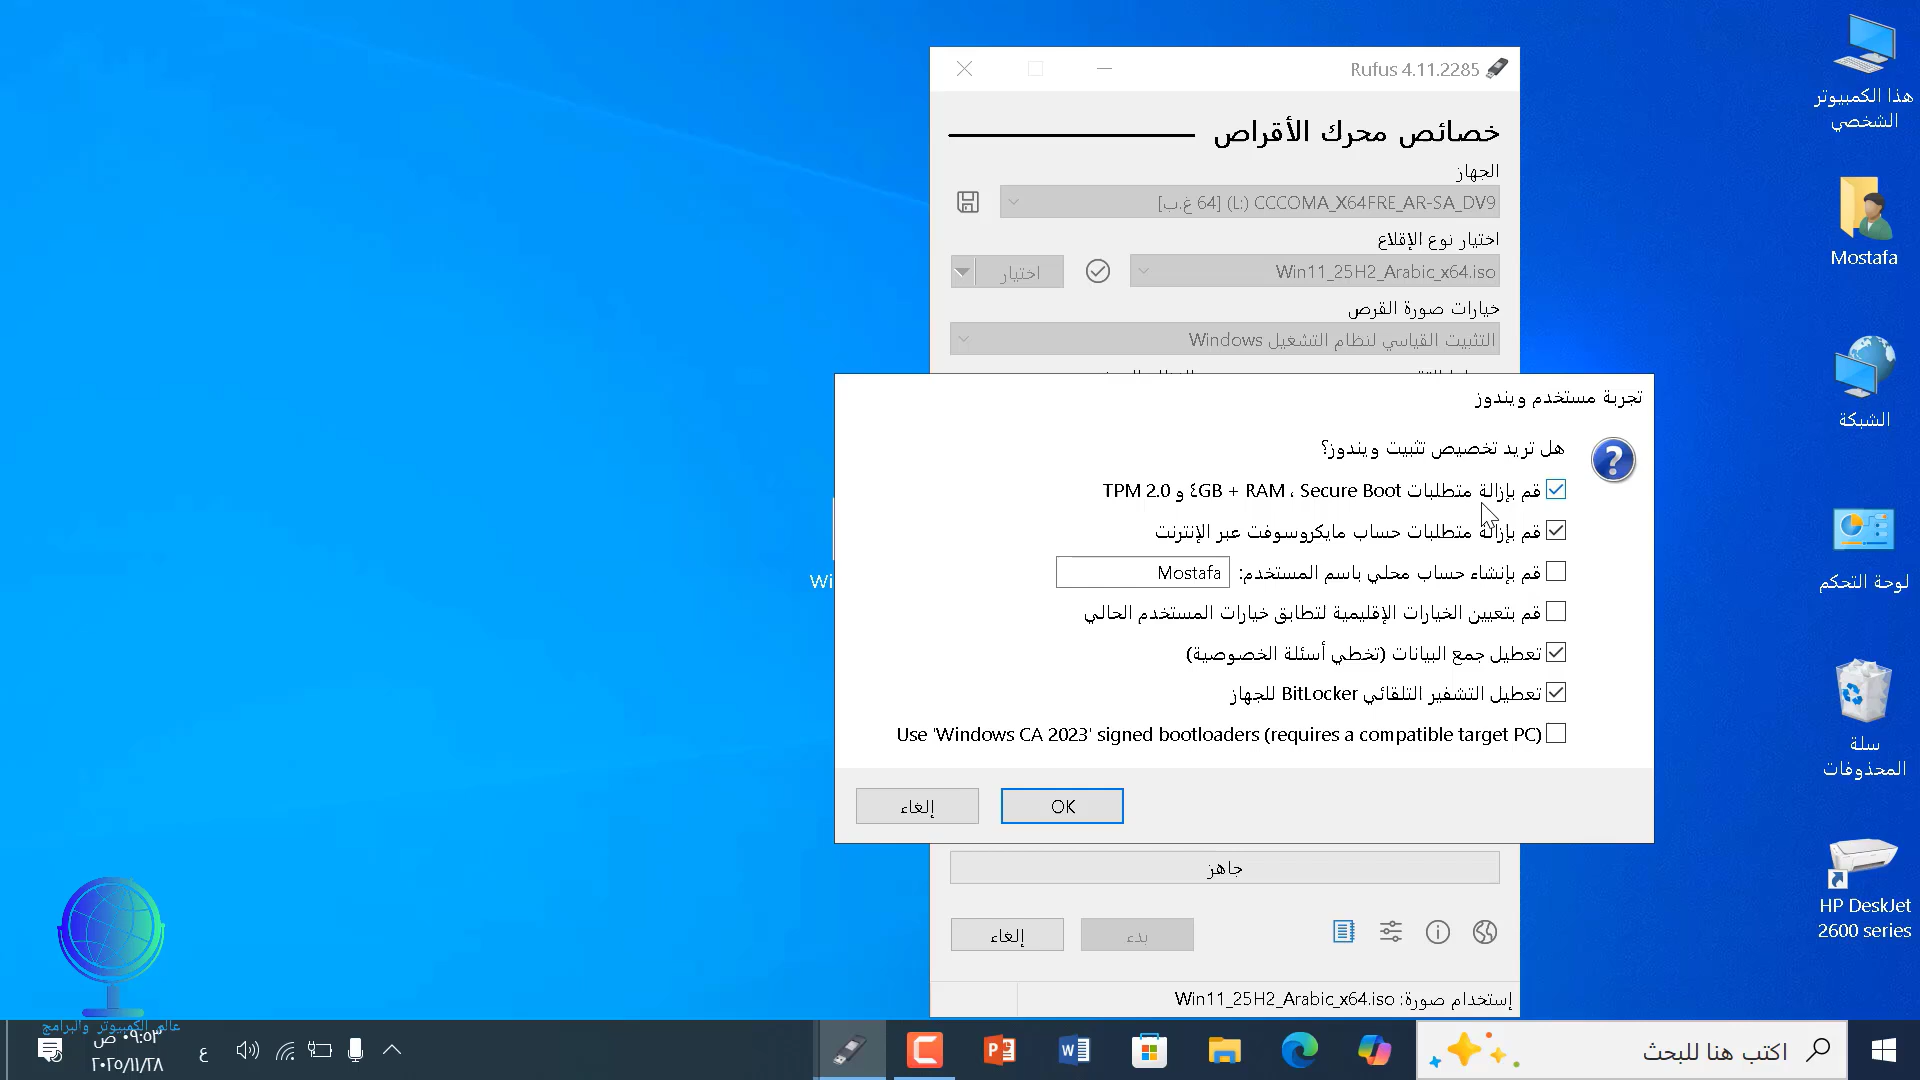 Rufus 4.11.2285
خصائص محرك الأقراص
الجهاز
CCCOMA_X64FRE_AR-SA_DV9 (L:) [64 غ.ب]
اختيار نوع الإقلاع
Win11_25H2_Arabic_x64.iso
اختيار
خيارات صورة القرص
التثبيت القياسي لنظام التشغيل Windows
تجربة مستخدم ويندوز
هل تريد تخصيص تثبيت ويندوز؟
قم بإزالة متطلبات Secure Boot ، ٤GB + RAM و TPM 2.0
قم بإزالة متطلبات حساب مايكروسوفت عبر الإنترنت
قم بإنشاء حساب محلي باسم المستخدم: Mostafa
قم بتعيين الخيارات الإقليمية لتطابق خيارات المستخدم الحالي
تعطيل جمع البيانات (تخطي أسئلة الخصوصية)
تعطيل التشفير التلقائي BitLocker للجهاز
Use 'Windows CA 2023' signed bootloaders (requires a compatible target PC)
OK
إلغاء
جاهز
بدء
إلغاء
إستخدام صورة: Win11_25H2_Arabic_x64.iso
هذا الكمبيوتر
الشخصي
Mostafa
الشبكة
لوحة التحكم
سلة
المحذوفات
HP DeskJet
2600 series
Wi
عالم الكمبيوتر والبرامج
اكتب هنا للبحث
ع
٠٩:٥٣ ص
٢٠٢٥/١١/٢٨